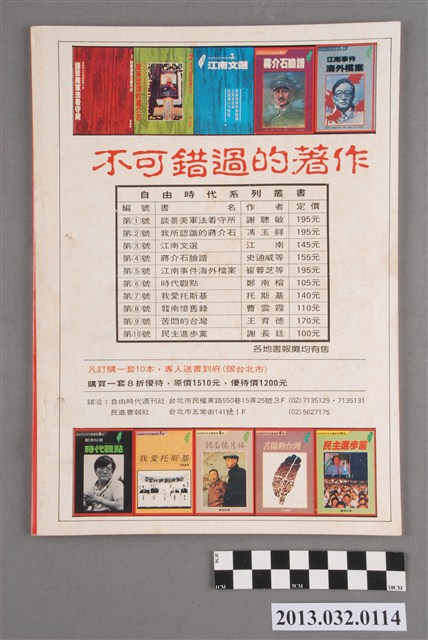 江南文選
蔣介石臉譜
江南事件
海外檔案
不可錯過的著作
自由時代系列叢書
編號 書名 作者 定價
第①號 談景美軍法看守所 謝聰敏 195元
第②號 我所認識的蔣介石 馮玉祥 195元
第③號 江南文選 江南 145元
第④號 蔣介石臉譜 史迪威等 155元
第⑤號 江南事件海外檔案 崔蓉芝等 195元
第⑥號 時代觀點 鄭南榕 105元
第⑦號 我愛托斯基 托斯基 140元
第⑧號 韓南憶舊錄 曹雲霞 110元
第⑨號 苦悶的台灣 王育德 170元
第⑩號 民主進步黨 謝長廷 100元
各地書報攤均有售
凡訂購一套10本,專人送書到府(限台北市)
購買一套8折優待,原價1510元,優待價1200元
請洽:自由時代週刊社 台北市民權東路550巷15弄25號3F (02)7135129・7135131
民進書報社 台北市五常街141號1F (02)5627175
時代觀點
我愛托斯基
苦悶的台灣
民主進步黨
1CM
5CM
10CM
2013.032.0114